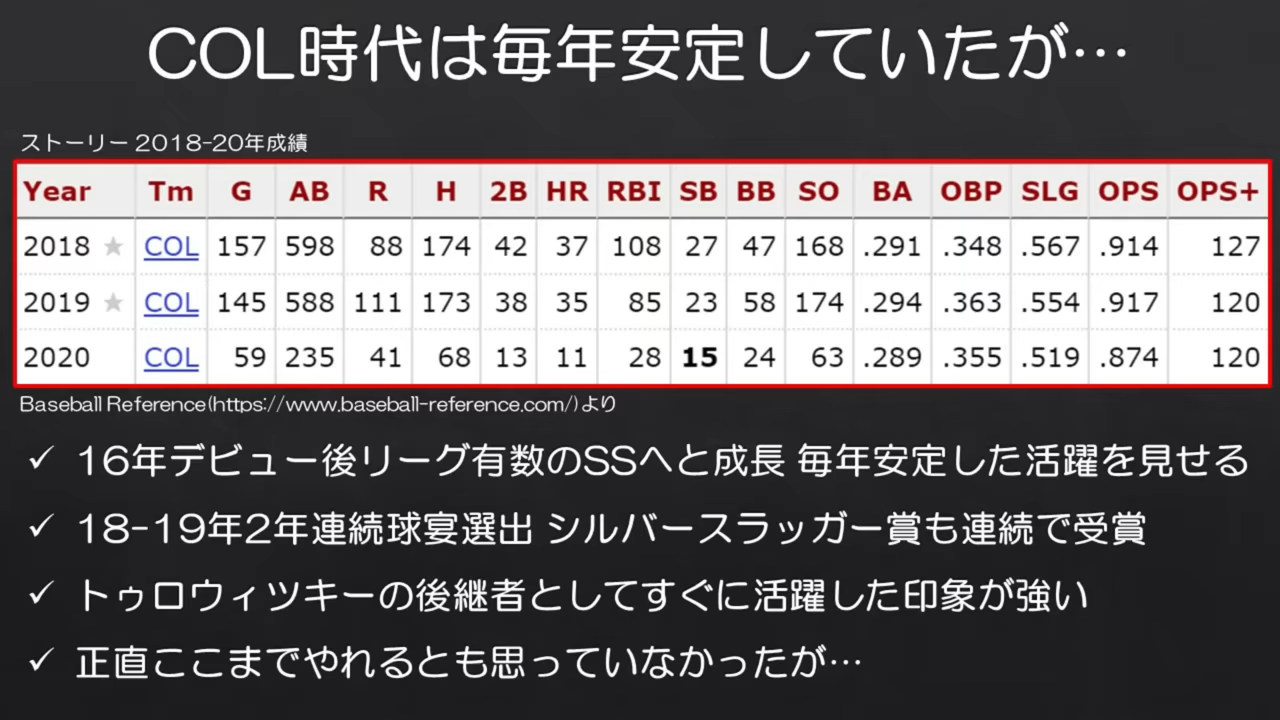 COL時代は毎年安定していたが…
ストーリー 2018-20年成績
Year Tm G AB R H 2B HR RBI SB BB SO BA OBP SLG OPS OPS+
2018 ★ COL 157 598 88 174 42 37 108 27 47 168 .291 .348 .567 .914 127
2019 ★ COL 145 588 111 173 38 35 85 23 58 174 .294 .363 .554 .917 120
2020 COL 59 235 41 68 13 11 28 15 24 63 .289 .355 .519 .874 120
Baseball Reference(https://www.baseball-reference.com/)より
✓ 16年デビュー後リーグ有数のSSへと成長 毎年安定した活躍を見せる
✓ 18-19年2年連続球宴選出 シルバースラッガー賞も連続で受賞
✓ トゥロウィツキーの後継者としてすぐに活躍した印象が強い
✓ 正直ここまでやれるとも思っていなかったが…